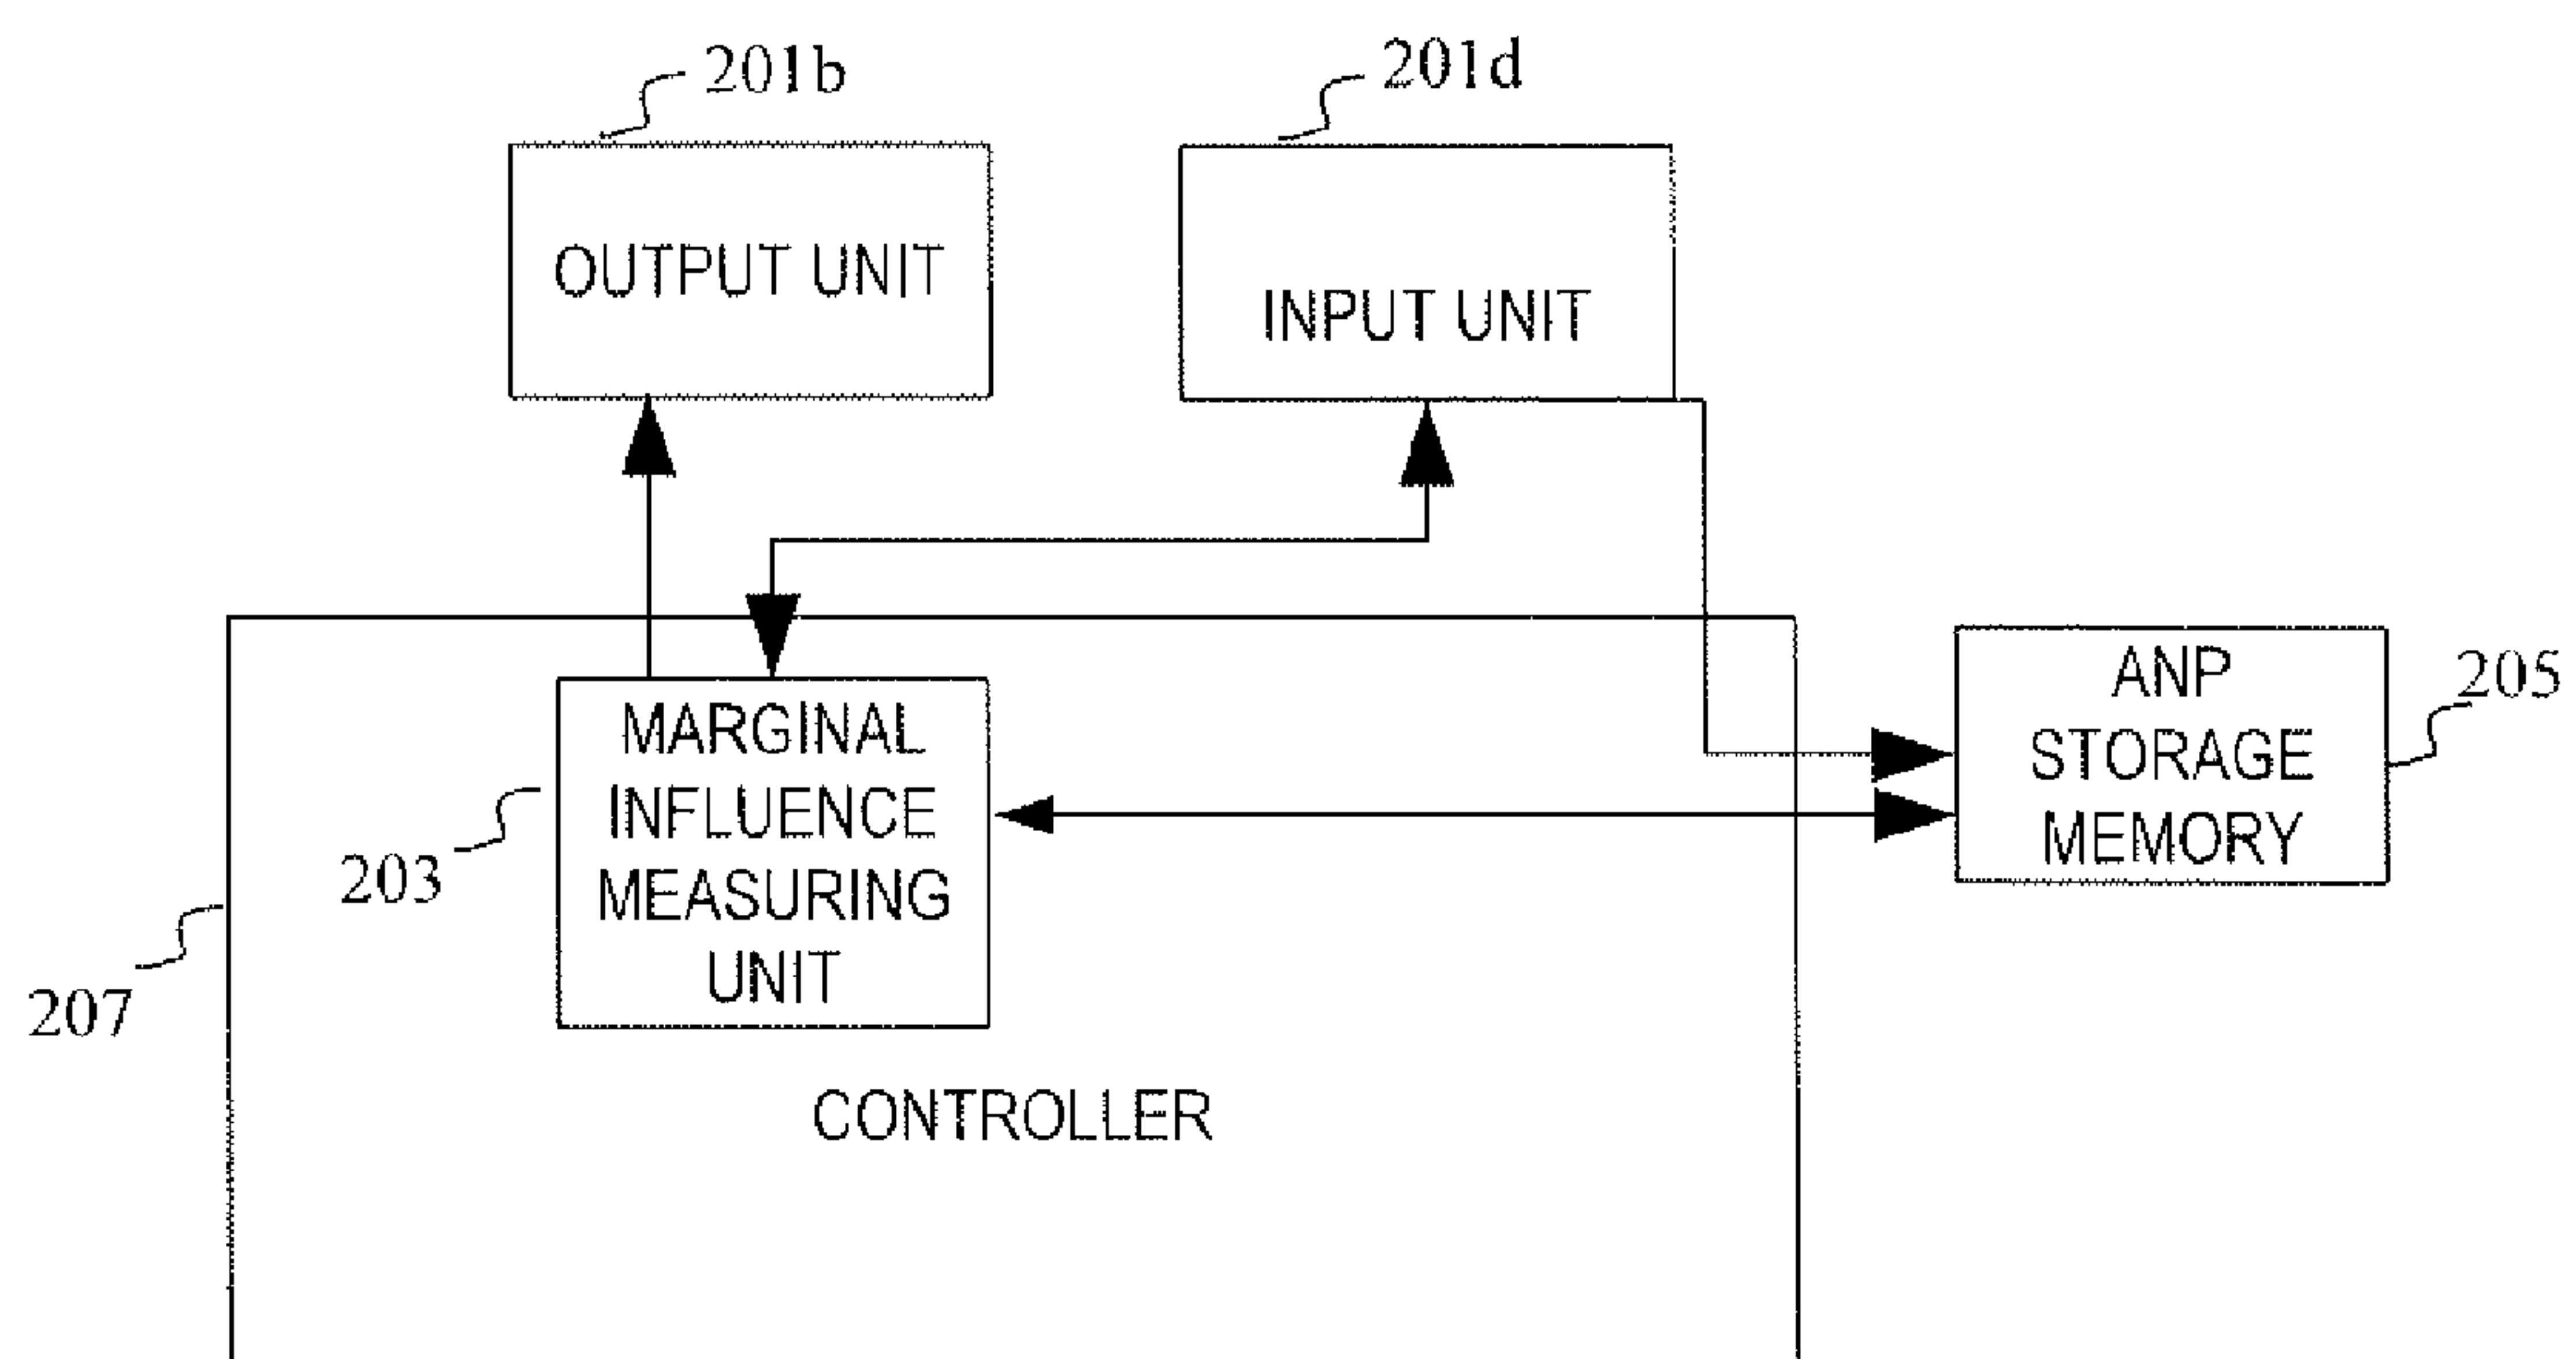 201b
201d
OUTPUT UNIT
INPUT UNIT
MARGINAL
INFLUENCE
MEASURING
UNIT
203
207
ANP
STORAGE
MEMORY
205
CONTROLLER